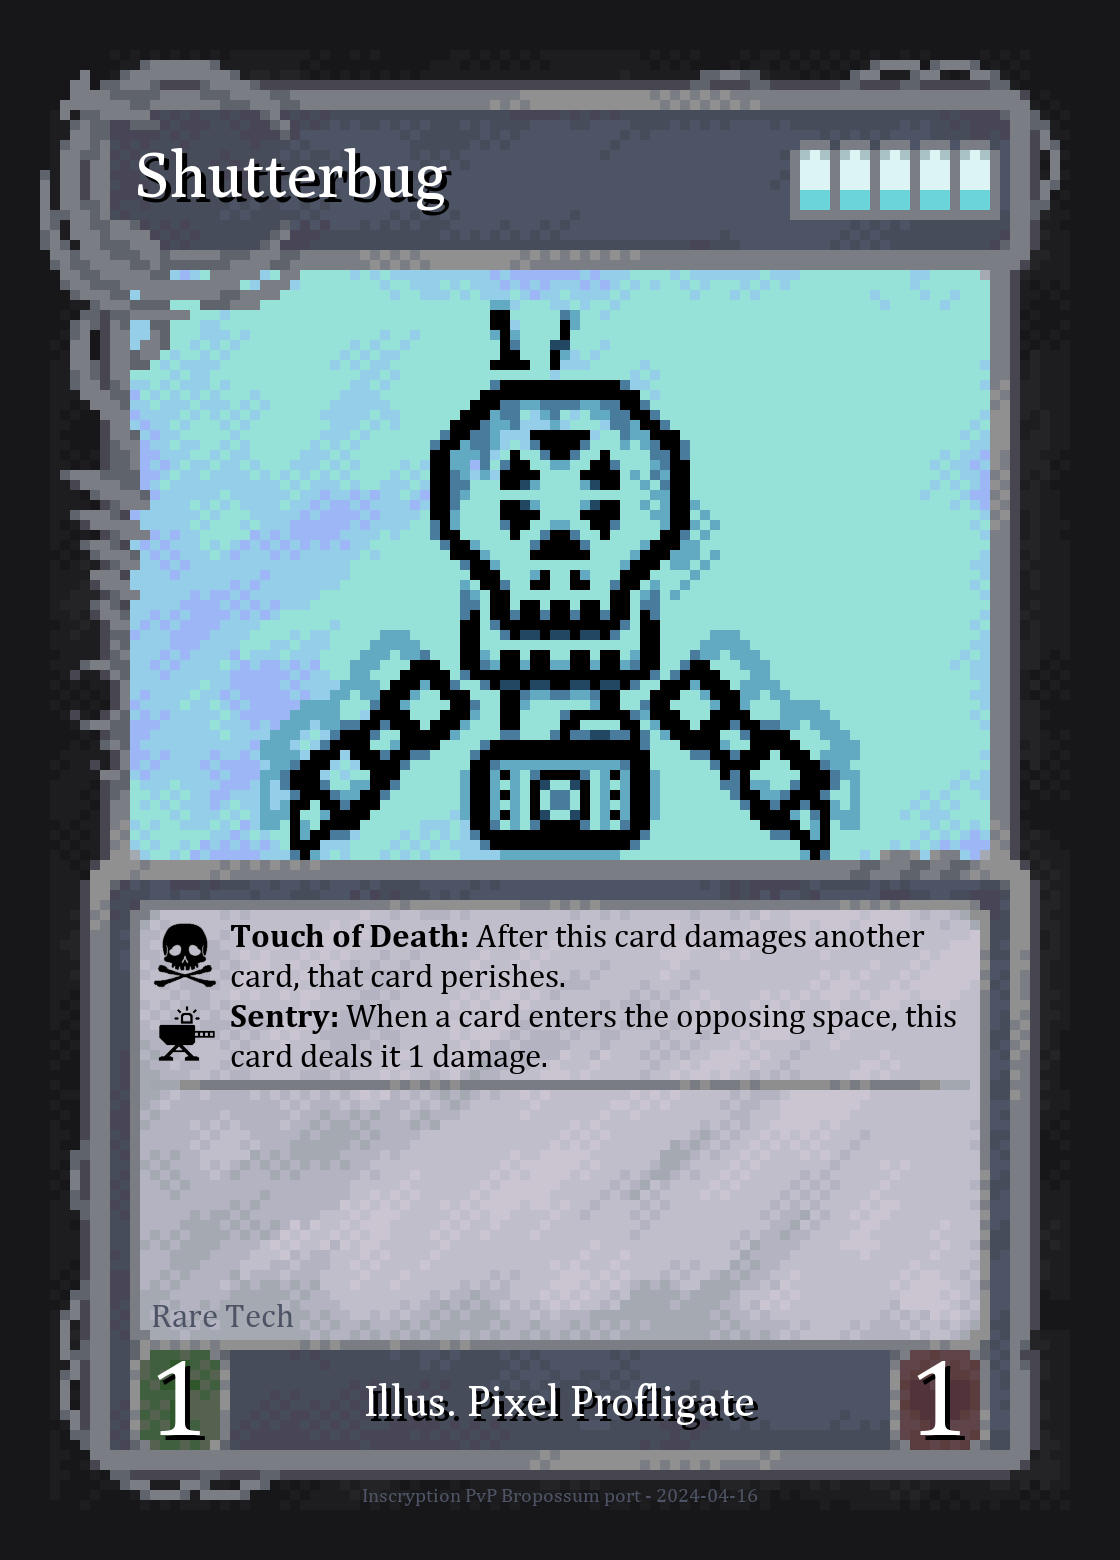 Shutterbug
Touch of Death: After this card damages another
card, that card perishes.
Sentry: When a card enters the opposing space, this
card deals it 1 damage.
Rare Tech
1
Illus. Pixel Profligate
1
Inscryption PvP Bropossum port - 2024-04-16